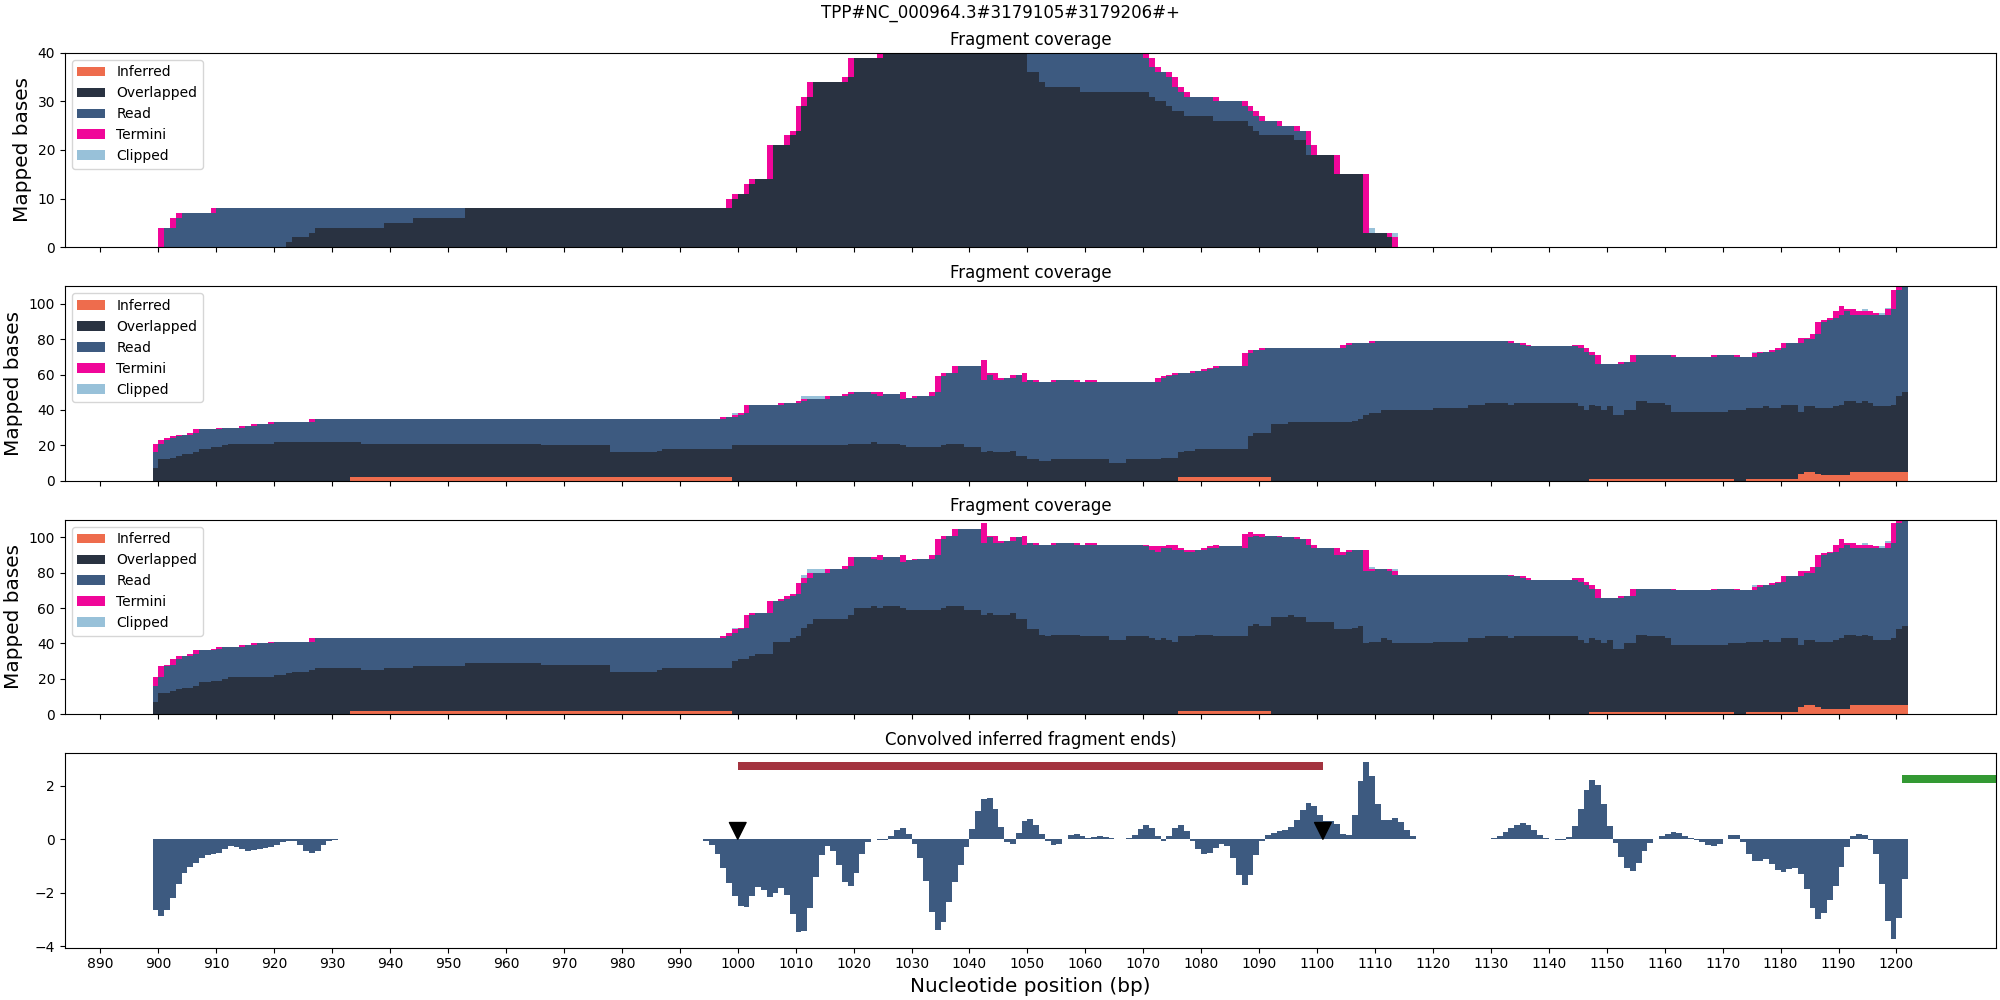 TPP#NC_000964.3#3179105#3179206#+
Fragment coverage
Mapped bases
40
30
20
10
0
Inferred
Overlapped
Read
Termini
Clipped
Fragment coverage
Mapped bases
100
80
60
40
20
0
Inferred
Overlapped
Read
Termini
Clipped
Fragment coverage
Mapped bases
100
80
60
40
20
0
Inferred
Overlapped
Read
Termini
Clipped
Convolved inferred fragment ends)
2
0
−2
−4
890 900 910 920 930 940 950 960 970 980 990 1000 1010 1020 1030 1040 1050 1060 1070 1080 1090 1100 1110 1120 1130 1140 1150 1160 1170 1180 1190 1200
Nucleotide position (bp)